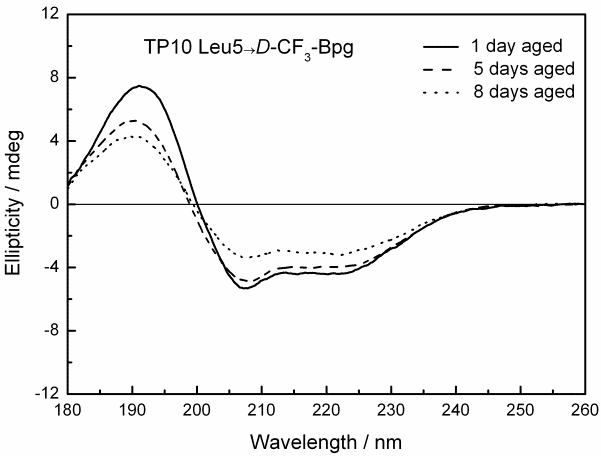 TP10 Leu5→D-CF3-Bpg
1 day aged
5 days aged
8 days aged
12
8
4
0
-4
-8
-12
Ellipticity / mdeg
180 190 200 210 220 230 240 250 260
Wavelength / nm